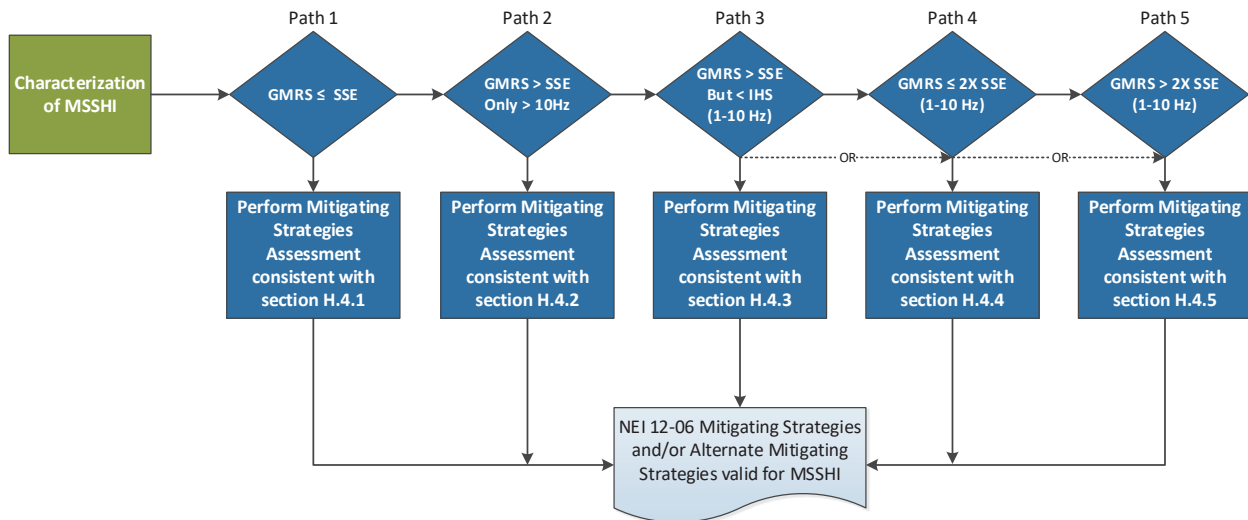 Path 1
Path 2
Path 3
Path 4
Path 5
Characterization
of MSSHI
GMRS ≤ SSE
GMRS > SSE
Only > 10Hz
GMRS > SSE
But < IHS
(1-10 Hz)
GMRS ≤ 2X SSE
(1-10 Hz)
GMRS > 2X SSE
(1-10 Hz)
OR
OR
Perform Mitigating
Strategies
Assessment
consistent with
section H.4.1
Perform Mitigating
Strategies
Assessment
consistent with
section H.4.2
Perform Mitigating
Strategies
Assessment
consistent with
section H.4.3
Perform Mitigating
Strategies
Assessment
consistent with
section H.4.4
Perform Mitigating
Strategies
Assessment
consistent with
section H.4.5
NEI 12-06 Mitigating Strategies
and/or Alternate Mitigating
Strategies valid for MSSHI